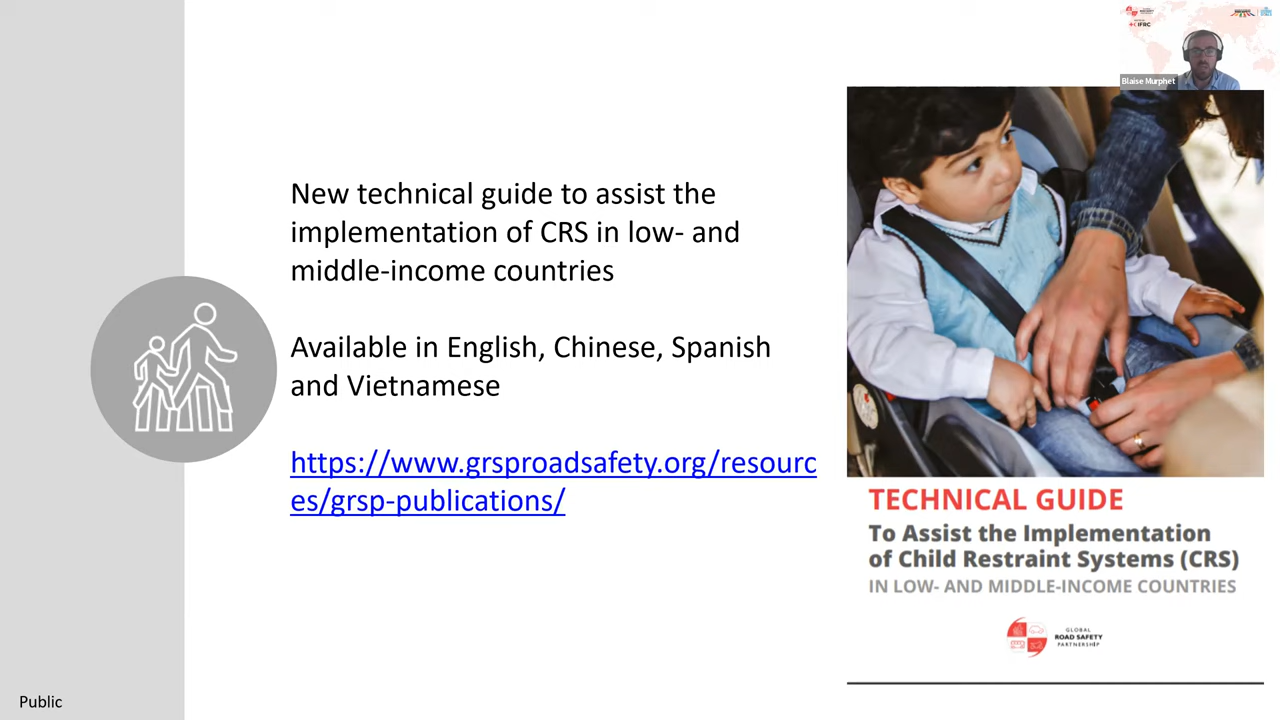 New technical guide to assist the
implementation of CRS in low- and
middle-income countries
Available in English, Chinese, Spanish
and Vietnamese
https://www.grsproadsafety.org/resourc
es/grsp-publications/
Public
IFRC
Blaise Murphet
TECHNICAL GUIDE
To Assist the Implementation
of Child Restraint Systems (CRS)
IN LOW- AND MIDDLE-INCOME COUNTRIES
GLOBAL
ROAD SAFETY
PARTNERSHIP